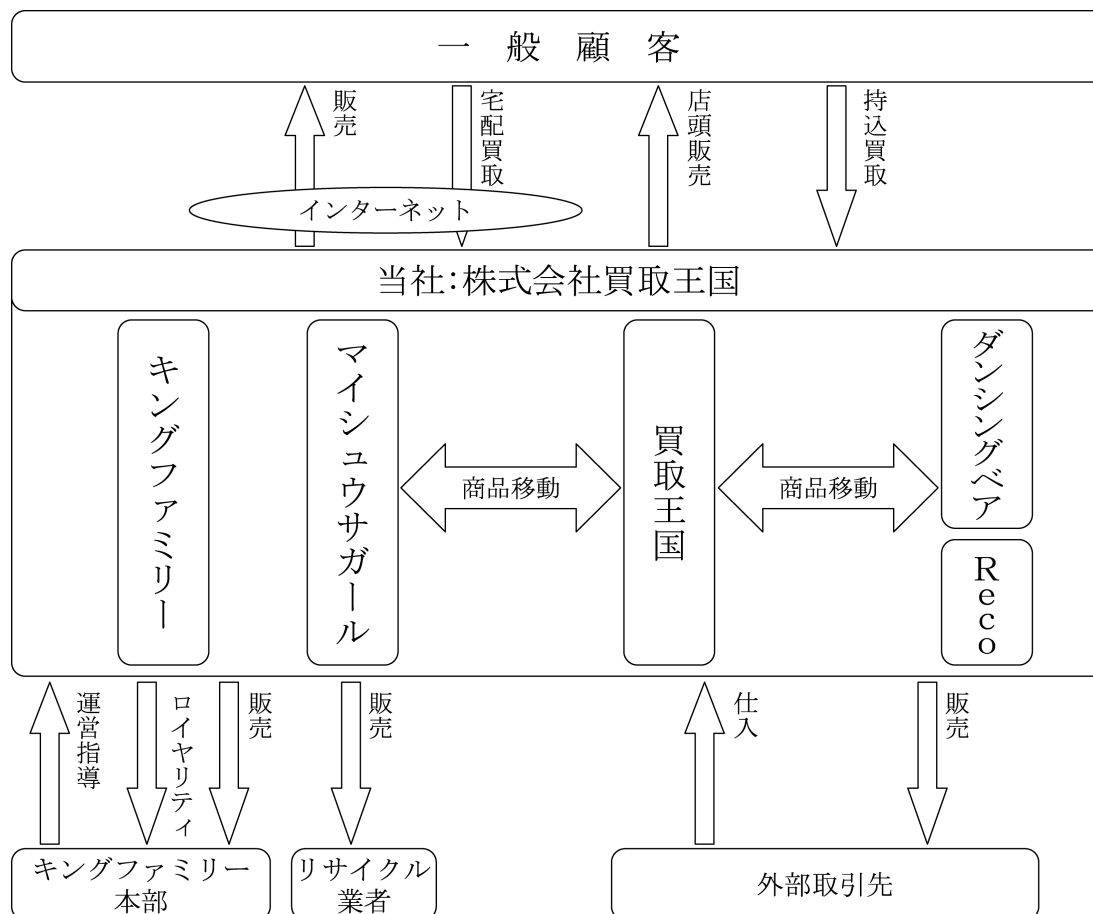 一般顧客
販売
宅配買取
店頭販売
持込買取
インターネット
当社：株式会社買取王国
キングファミリー
マイシュウサガール
買取王国
ダンシングベア
Reco
商品移動
商品移動
運営指導
ロイヤリティ
販売
販売
仕入
販売
キングファミリー
本部
リサイクル
業者
外部取引先